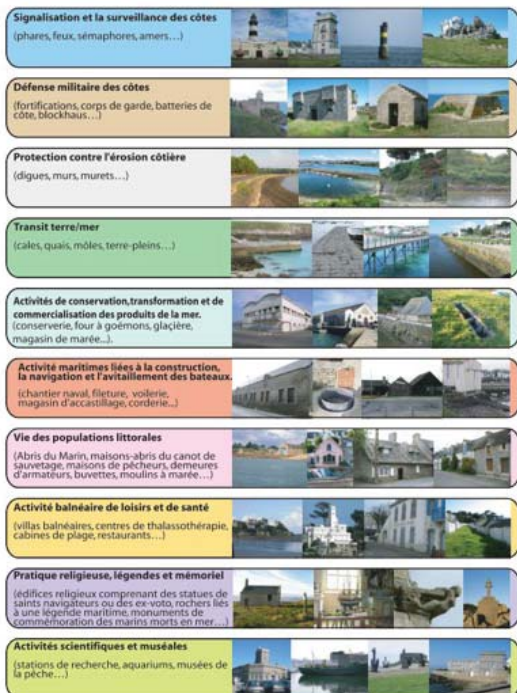 Signalisation et la surveillance des côtes
(phares, feux, sémaphores, amers...)
Défense militaire des côtes
(fortifications, corps de garde, batteries de
côte, blockhaus...)
Protection contre l'érosion côtière
(digues, murs, murets...)
Transit terre/mer
(cales, quais, môles, terre-pleins...)
Activités de conservation,transformation et de
commercialisation des produits de la mer.
(conserverie, four à goémons, glaçière,
magasin de marée...).
Activité maritimes liées à la construction,
la navigation et l'avitaillement des bateaux.
(chantier naval, fileture, voilerie,
magasin d'accastillage, corderie...)
Vie des populations littorales
(Abris du Marin, maisons-abris du canot de
sauvetage, maisons de pêcheurs, demeures
d'armateurs, buvettes, moulins à marée...)
Activité balnéaire de loisirs et de santé
(villas balnéaires, centres de thalassothérapie,
cabines de plage, restaurants...)
Pratique religieuse, légendes et mémoriel
(édifices religieux comprenant des statues de
saints navigateurs ou des ex-voto, rochers liés
à une légende maritime, monuments de
commémoration des marins morts en mer...)
Activités scientifiques et muséales
(stations de recherche, aquariums, musées de
la pêche...)